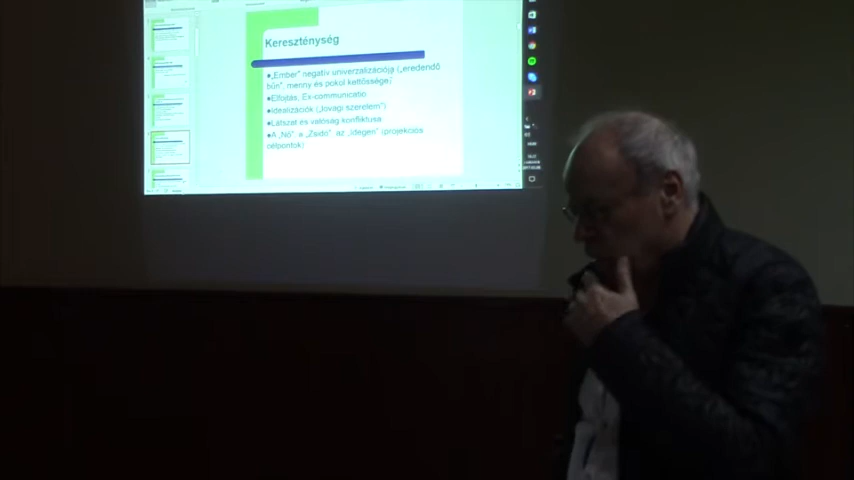 Kereszténység
„Ember” negatív univerzalizációja („eredendő
bűn”, menny és pokol kettőssége)
Elfojtás, Ex-communicatio
Idealizációk („lovagi szerelem”)
Látszat és valóság konfliktusa
A „Nő”, a „Zsidó”, az „Idegen” (projekciós
célpontok)